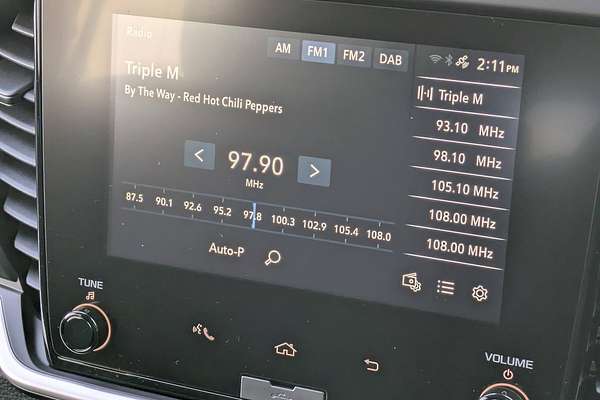 Radio
AM FM1 FM2 DAB
2:11PM
Triple M
By The Way - Red Hot Chili Peppers
97.90
MHz
87.5 90.1 92.6 95.2 97.8 100.3 102.9 105.4 108.0
Auto-P
Triple M
93.10 MHz
98.10 MHz
105.10 MHz
108.00 MHz
108.00 MHz
TUNE
VOLUME